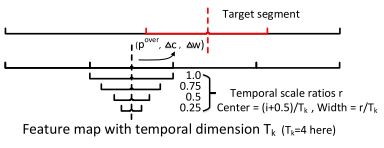 Target segment
(p^over, Δc, Δw)
1.0
0.75
0.5
0.25
Temporal scale ratios r
Center = (i+0.5)/T_k , Width = r/T_k
Feature map with temporal dimension T_k (T_k=4 here)